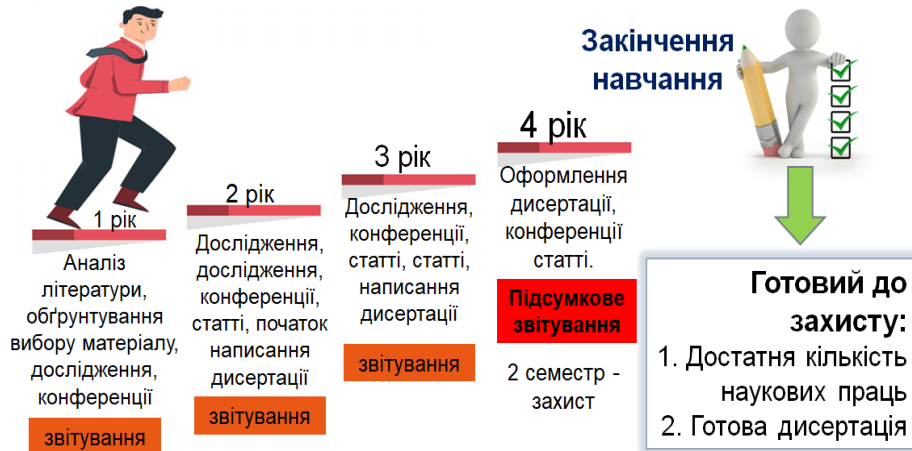 1 рік
Аналіз
літератури,
обґрунтування
вибору матеріалу,
дослідження,
конференції
звітування
2 рік
Дослідження,
дослідження,
конференції,
статті, початок
написання
дисертації
звітування
3 рік
Дослідження,
конференції,
статті, статті,
написання
дисертації
звітування
4 рік
Оформлення
дисертації,
конференції
статті.
Підсумкове
звітування
2 семестр -
захист
Закінчення
навчання
Готовий до
захисту:
1. Достатня кількість
наукових праць
2. Готова дисертація